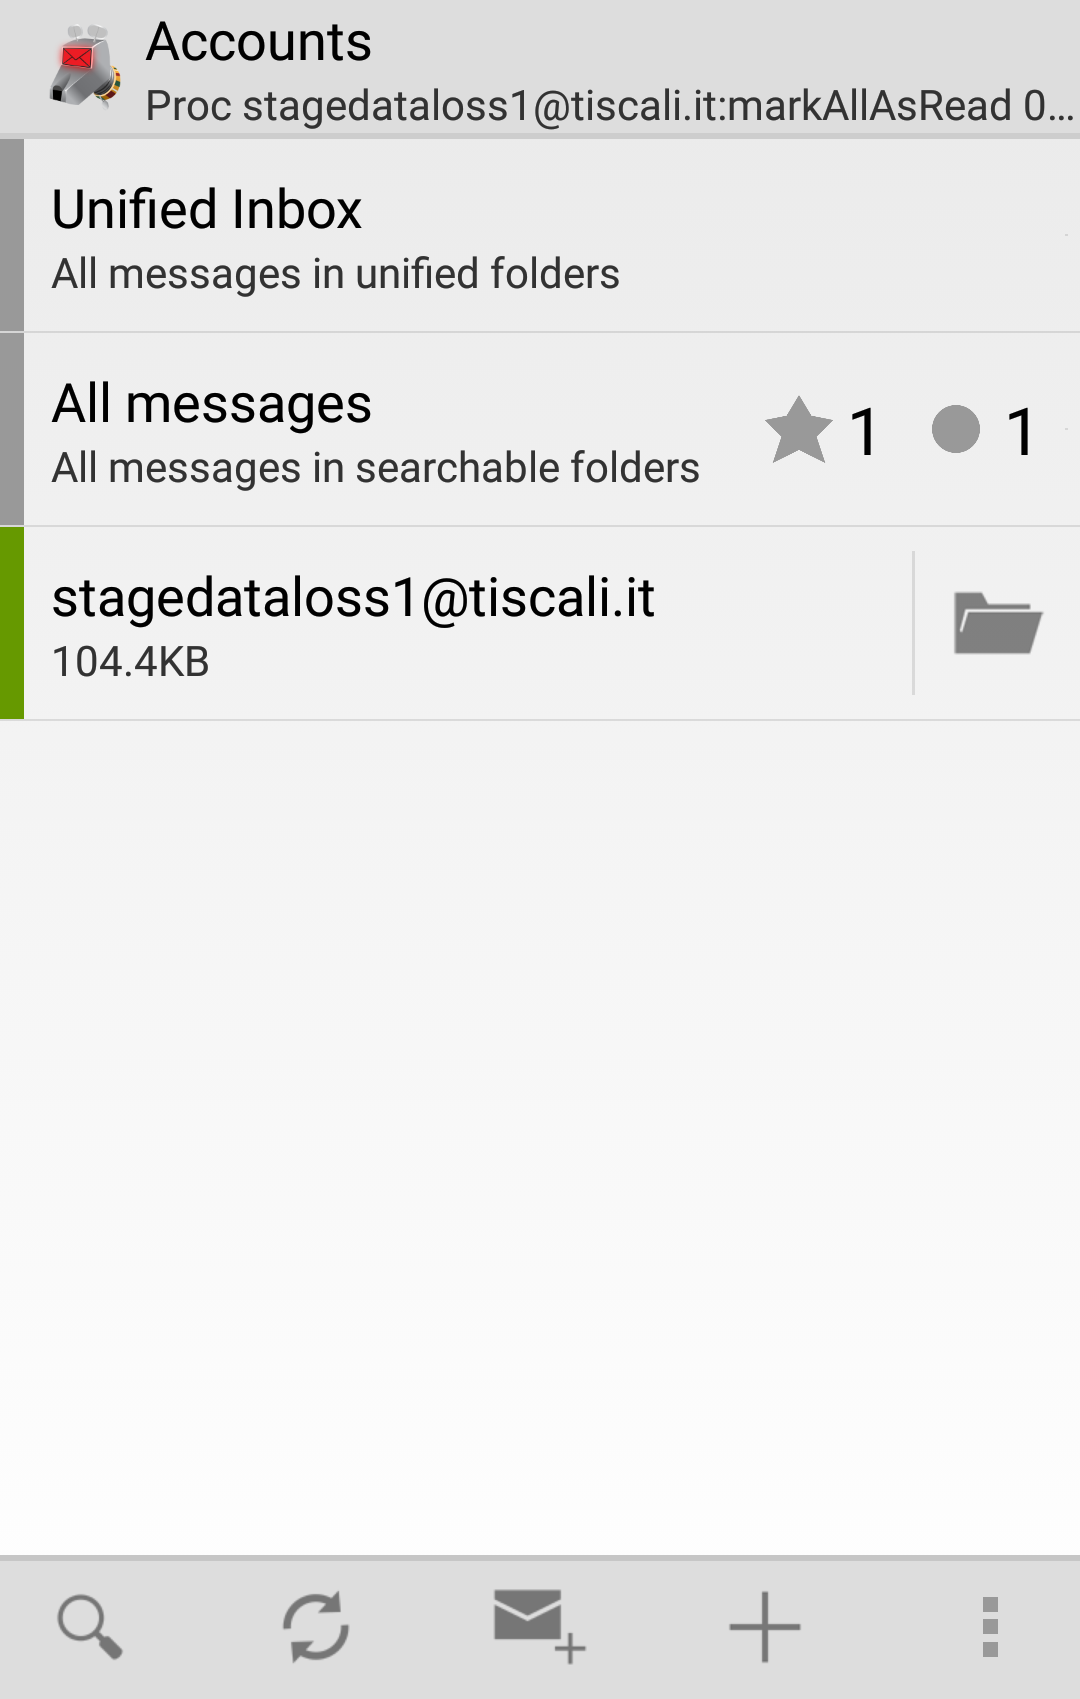 Accounts
Proc stagedataloss1@tiscali.it:markAllAsRead 0...
Unified Inbox
All messages in unified folders
All messages
All messages in searchable folders
1 1
stagedataloss1@tiscali.it
104.4KB